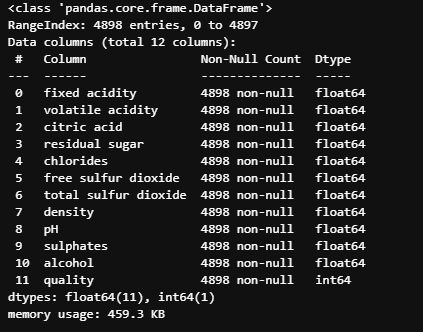 <class 'pandas.core.frame.DataFrame'>
RangeIndex: 4898 entries, 0 to 4897
Data columns (total 12 columns):
 #   Column                Non-Null Count  Dtype
---  ------                --------------  -----
 0   fixed acidity         4898 non-null   float64
 1   volatile acidity      4898 non-null   float64
 2   citric acid           4898 non-null   float64
 3   residual sugar        4898 non-null   float64
 4   chlorides             4898 non-null   float64
 5   free sulfur dioxide   4898 non-null   float64
 6   total sulfur dioxide  4898 non-null   float64
 7   density               4898 non-null   float64
 8   pH                    4898 non-null   float64
 9   sulphates             4898 non-null   float64
 10  alcohol               4898 non-null   float64
 11  quality               4898 non-null   int64
dtypes: float64(11), int64(1)
memory usage: 459.3 KB